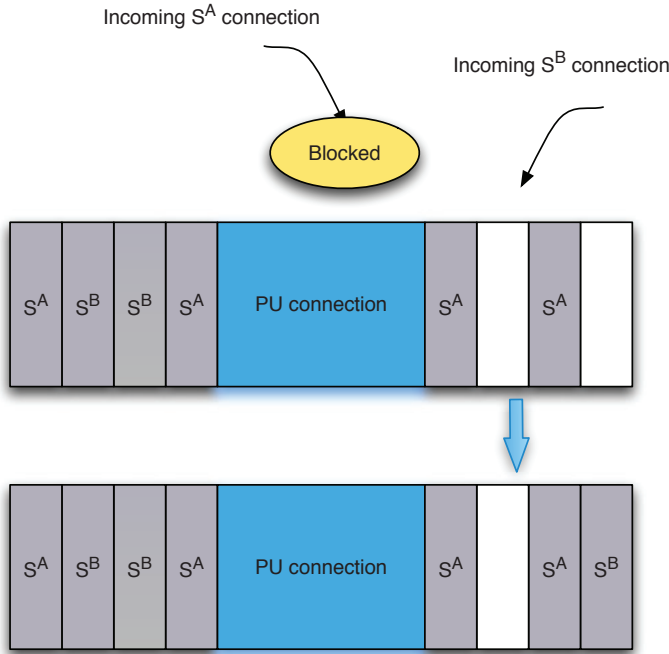 Incoming S^A connection
Incoming S^B connection
Blocked
S^A S^B S^B S^A PU connection S^A S^A
S^A S^B S^B S^A PU connection S^A S^A S^B